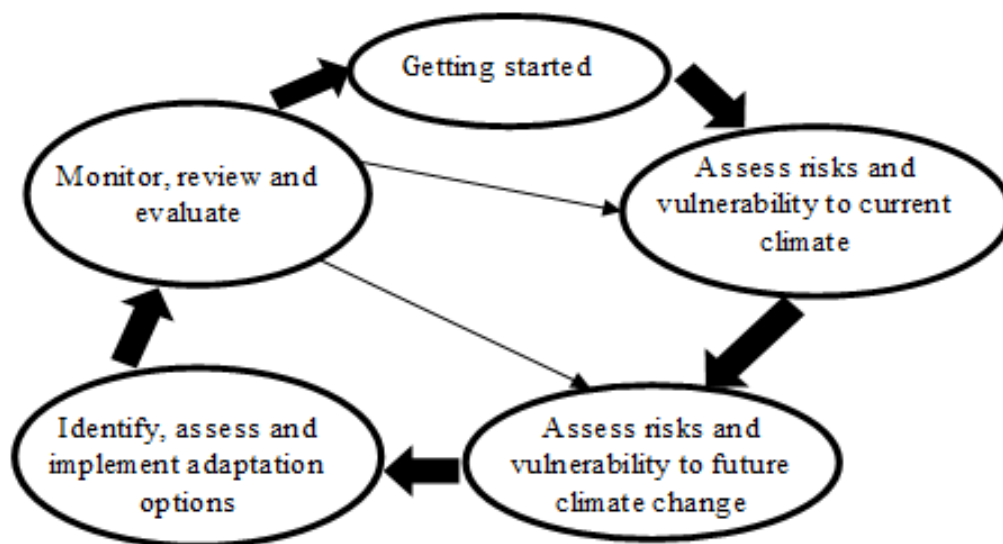 Getting started
Assess risks and
vulnerability to current
climate
Assess risks and
vulnerability to future
climate change
Identify, assess and
implement adaptation
options
Monitor, review and
evaluate